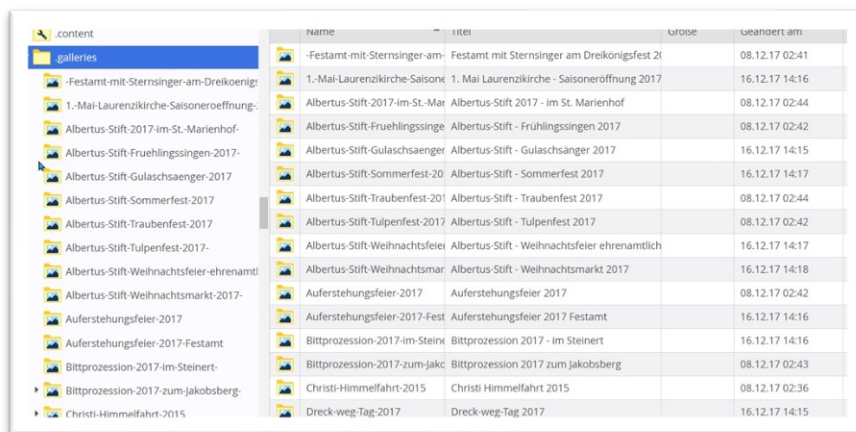 .content
.galleries
-Festamt-mit-Sternsinger-am-Dreikoenigs
1.-Mai-Laurenzikirche-Saisoneroeffnung-
Albertus-Stift-2017-im-St.-Marienhof-
Albertus-Stift-Fruehlingssingen-2017-
Albertus-Stift-Gulaschsaenger-2017
Albertus-Stift-Sommerfest-2017
Albertus-Stift-Traubenfest-2017
Albertus-Stift-Tulpenfest-2017-
Albertus-Stift-Weihnachtsfeier-ehrenamtl
Albertus-Stift-Weihnachtsmarkt-2017-
Auferstehungsfeier-2017
Auferstehungsfeier-2017-Festamt
Bittprozession-2017-im-Steinert-
Bittprozession-2017-zum-Jakobsberg-
Christi-Himmelfahrt-2015
Name Titel Größe Geändert am
-Festamt-mit-Sternsinger-am- Festamt mit Sternsinger am Dreikönigsfest 20 08.12.17 02:41
1.-Mai-Laurenzikirche-Saisone 1. Mai Laurenzikirche - Saisoneröffnung 2017 16.12.17 14:16
Albertus-Stift-2017-im-St.-Mar Albertus-Stift 2017 - im St. Marienhof 08.12.17 02:44
Albertus-Stift-Fruehlingssinge Albertus-Stift - Frühlingssingen 2017 08.12.17 02:42
Albertus-Stift-Gulaschsaenger Albertus-Stift - Gulaschsänger 2017 16.12.17 14:15
Albertus-Stift-Sommerfest-20 Albertus-Stift - Sommerfest 2017 16.12.17 14:17
Albertus-Stift-Traubenfest-201 Albertus-Stift - Traubenfest 2017 08.12.17 02:44
Albertus-Stift-Tulpenfest-2017 Albertus-Stift - Tulpenfest 2017 08.12.17 02:42
Albertus-Stift-Weihnachtsfeier Albertus-Stift - Weihnachtsfeier ehrenamtlich 16.12.17 14:17
Albertus-Stift-Weihnachtsmar Albertus-Stift - Weihnachtsmarkt 2017 16.12.17 14:18
Auferstehungsfeier-2017 Auferstehungsfeier 2017 08.12.17 02:42
Auferstehungsfeier-2017-Fest Auferstehungsfeier 2017 Festamt 16.12.17 14:16
Bittprozession-2017-im-Steine Bittprozession 2017 - im Steinert 16.12.17 14:16
Bittprozession-2017-zum-Jakc Bittprozession 2017 zum Jakobsberg 08.12.17 02:43
Christi-Himmelfahrt-2015 Christi Himmelfahrt 2015 08.12.17 02:36
Dreck-weg-Tag-2017 Dreck-weg-Tag 2017 16.12.17 14:15